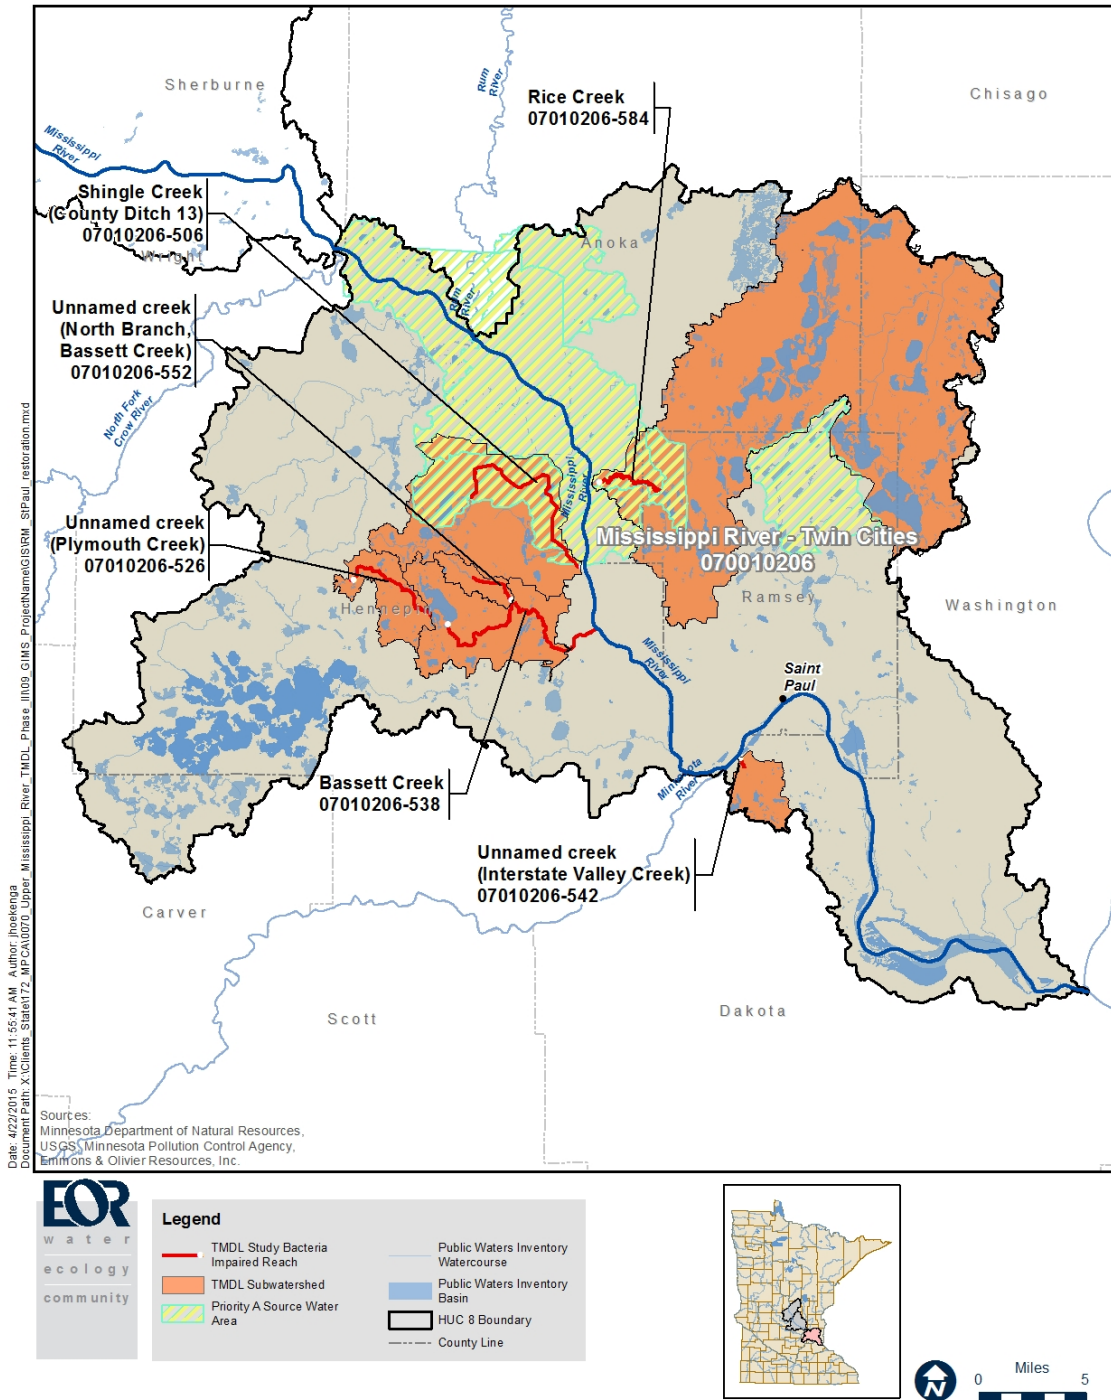 Sherburne
Rum
River
Rice Creek
07010206-584
Chisago
Mississippi
River
Shingle Creek
(County Ditch 13)
07010206-506
Wright
Anoka
Rum
River
Unnamed creek
(North Branch,
Bassett Creek)
07010206-552
North Fork
Crow River
Mississippi
River
Unnamed creek
(Plymouth Creek)
07010206-526
Mississippi River - Twin Cities
070010206
Hennepin
Ramsey
Washington
Mississippi
River
Saint
Paul
Bassett Creek
07010206-538
Minnesota
River
Unnamed creek
(Interstate Valley Creek)
07010206-542
Carver
Scott
Dakota
Date: 4/22/2015 Time: 11:55:41 AM Author: jhoekenga
Document Path: X:\Clients_State\172_MPCA\0070_Upper_Mississippi_River_TMDL_Phase_III\09_GIMS_ProjectName\GIS\RM_StPaul_restoration.mxd
Sources:
Minnesota Department of Natural Resources,
USGS, Minnesota Pollution Control Agency,
Emmons & Olivier Resources, Inc.
EOR
water
ecology
community
Legend
TMDL Study Bacteria
Impaired Reach
TMDL Subwatershed
Priority A Source Water
Area
Public Waters Inventory
Watercourse
Public Waters Inventory
Basin
HUC 8 Boundary
County Line
N
Miles
0 5